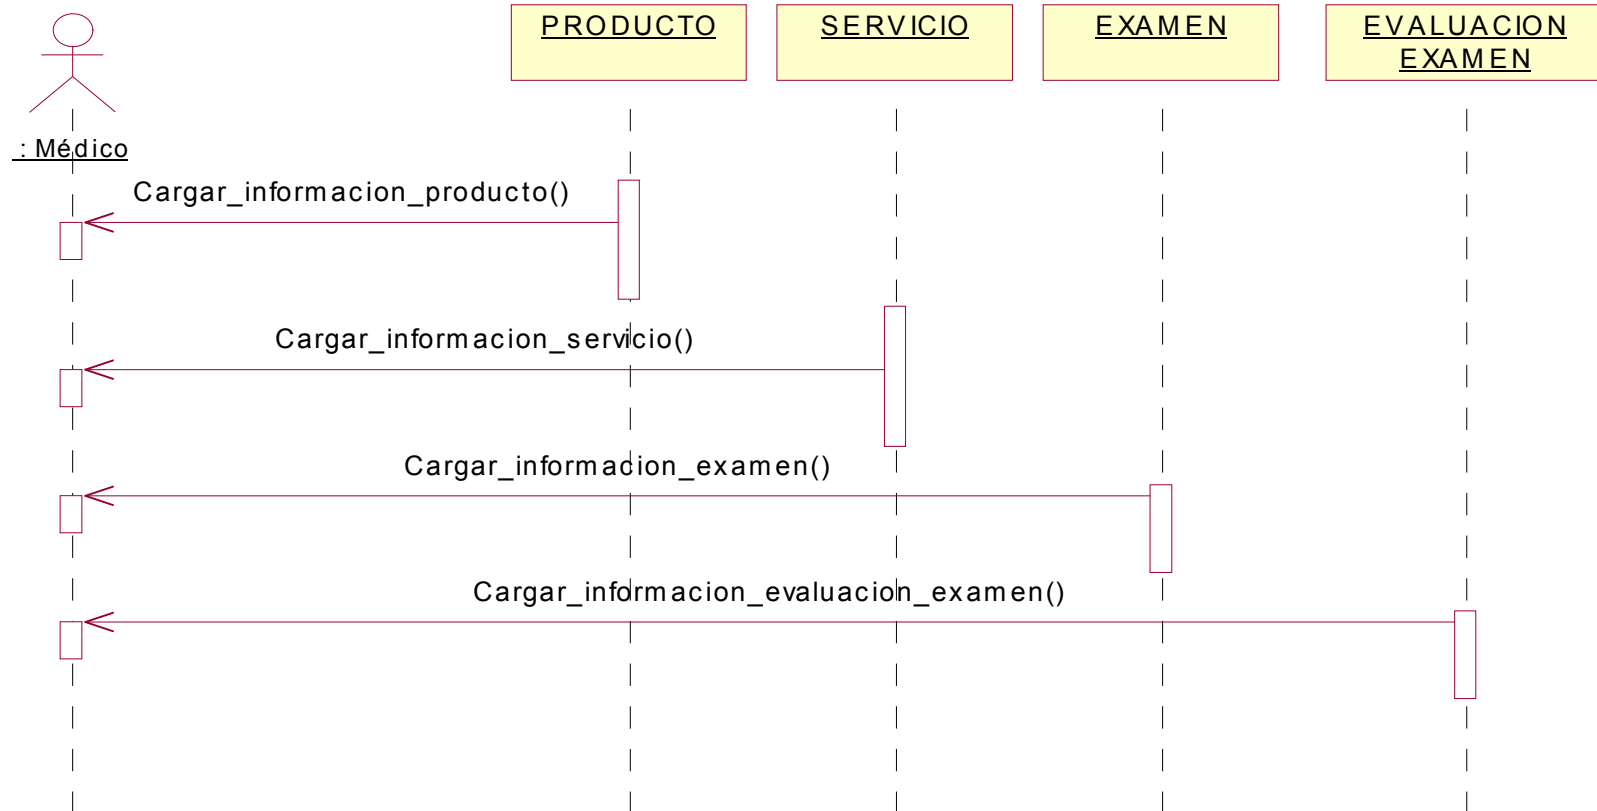 PRODUCTO
SERVICIO
EXAMEN
EVALUACION
EXAMEN
: Médico
Cargar_informacion_producto()
Cargar_informacion_servicio()
Cargar_informacion_examen()
Cargar_informacion_evaluacion_examen()